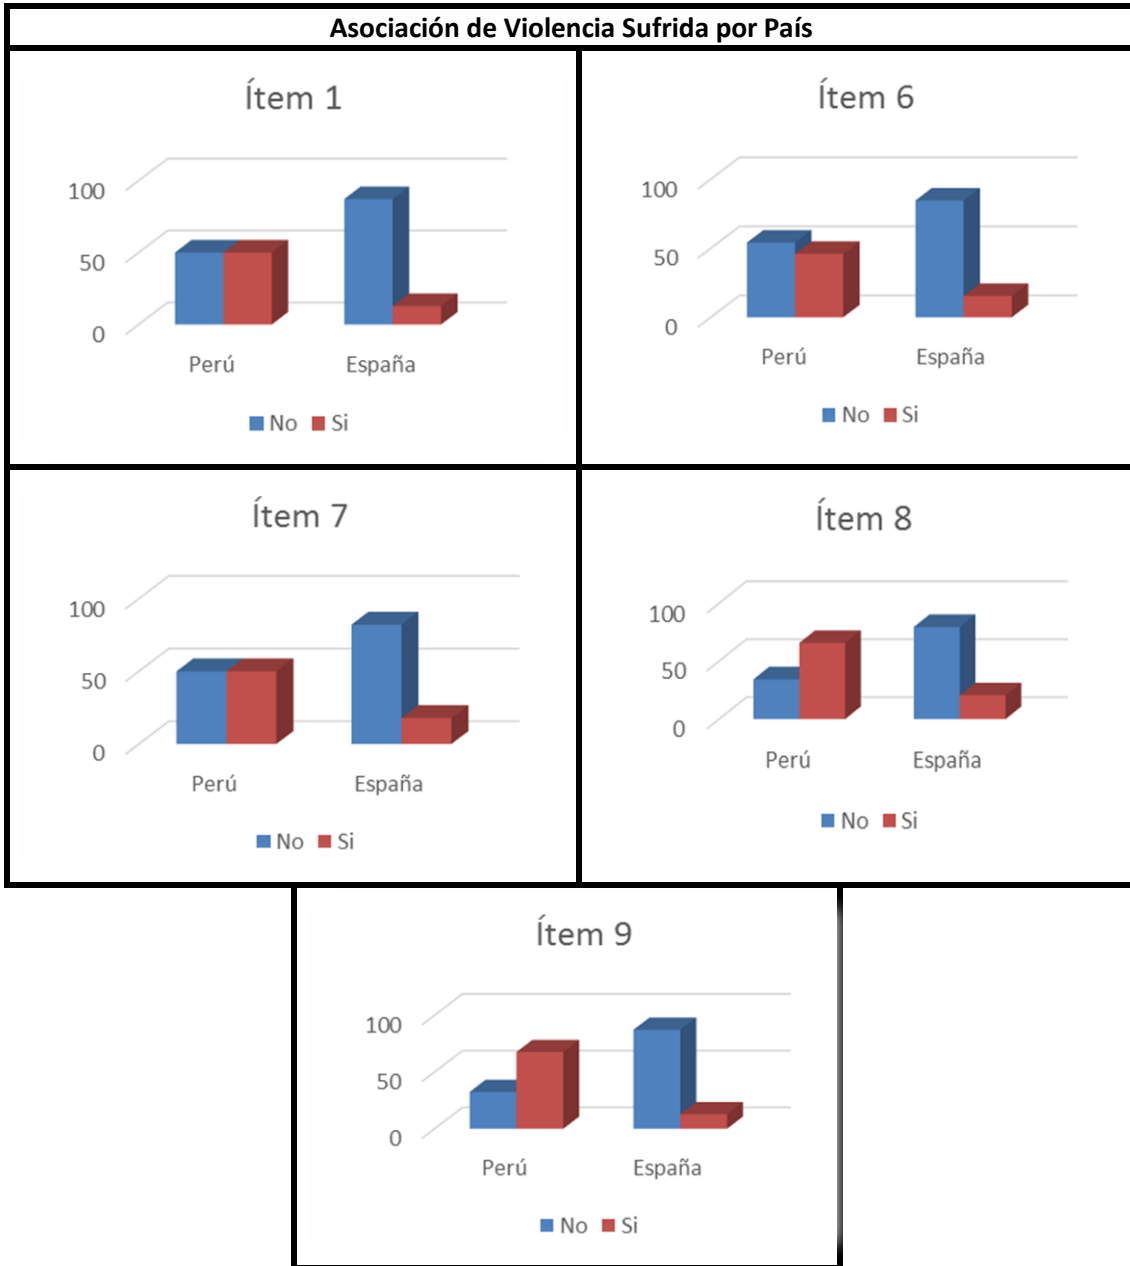 Asociación de Violencia Sufrida por País
Ítem 1
100
50
0
Perú España
No Si
Ítem 6
100
50
0
Perú España
No Si
Ítem 7
100
50
0
Perú España
No Si
Ítem 8
100
50
0
Perú España
No Si
Ítem 9
100
50
0
Perú España
No Si